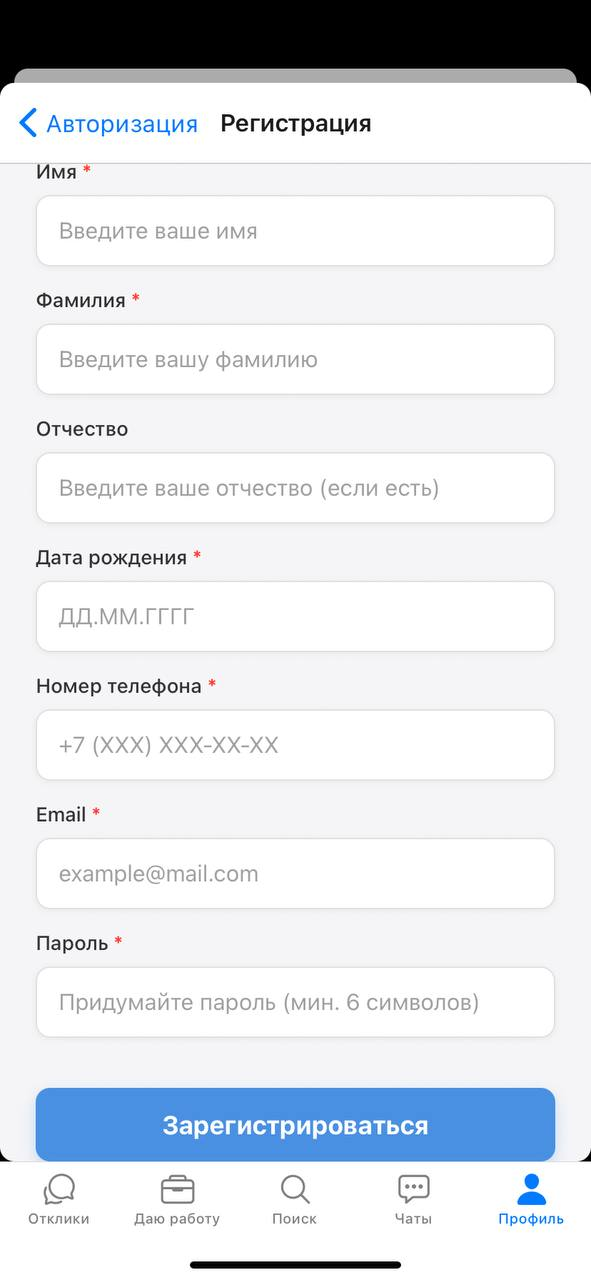 Авторизация Регистрация
Имя *
Введите ваше имя
Фамилия *
Введите вашу фамилию
Отчество
Введите ваше отчество (если есть)
Дата рождения *
ДД.ММ.ГГГГ
Номер телефона *
+7 (XXX) XXX-XX-XX
Email *
example@mail.com
Пароль *
Придумайте пароль (мин. 6 символов)
Зарегистрироваться
Отклики Даю работу Поиск Чаты Профиль